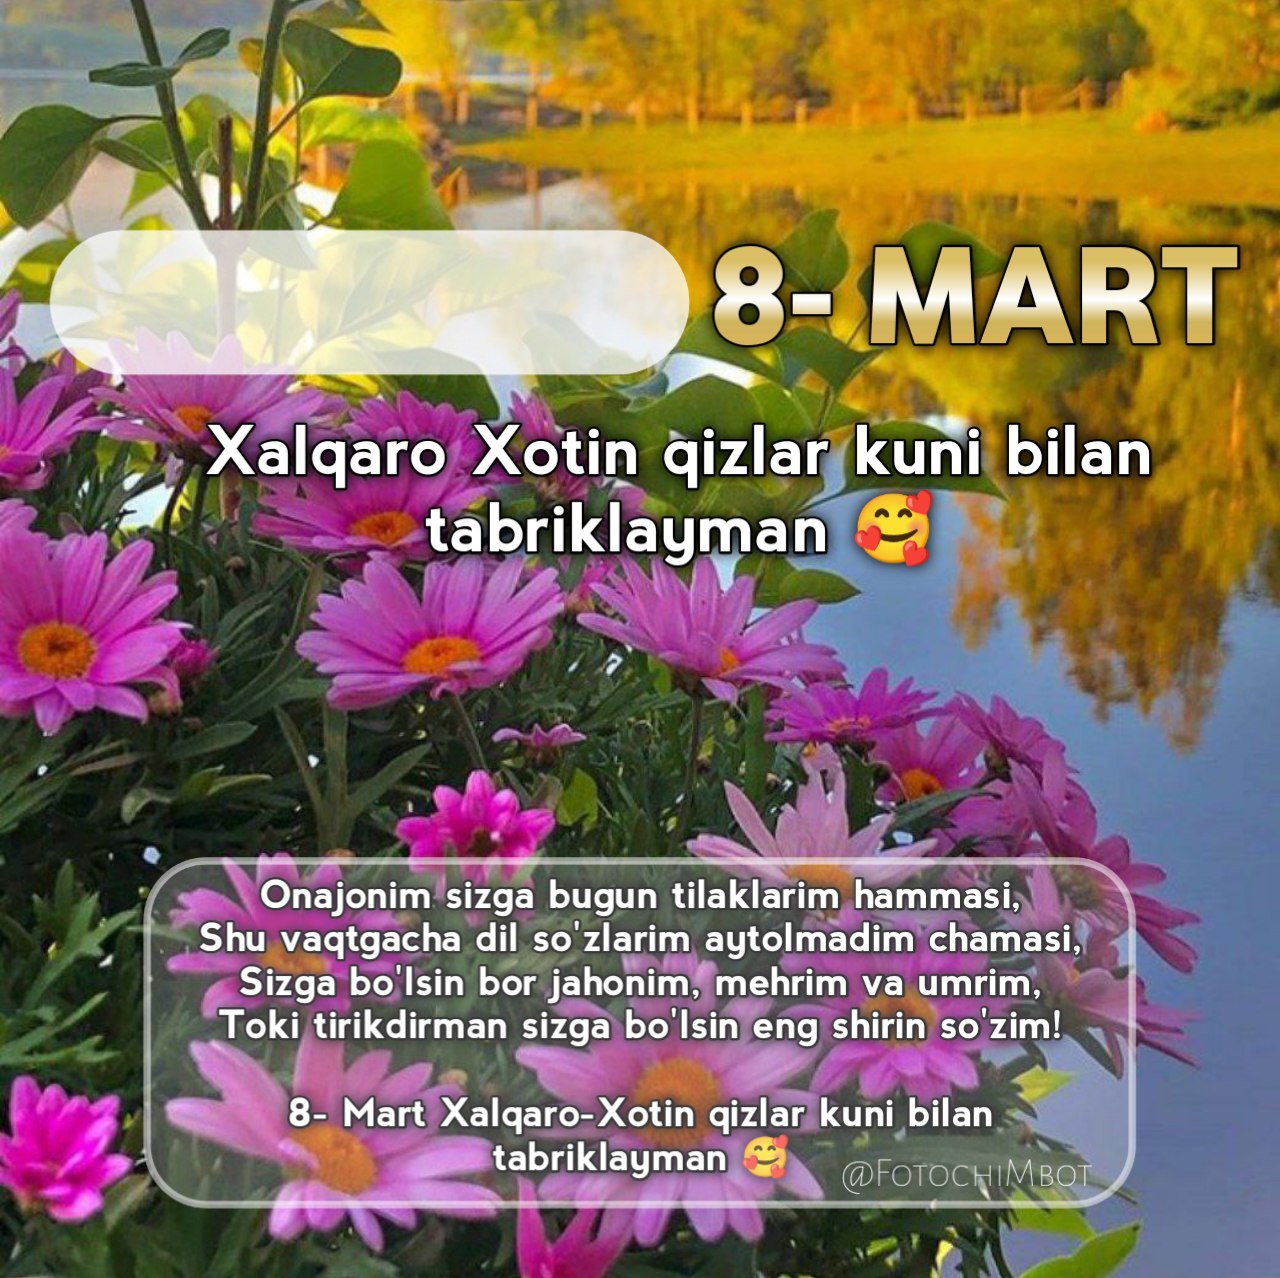 8- MART
Xalqaro Xotin qizlar kuni bilan
tabriklayman 🥰
Onajonim sizga bugun tilaklarim hammasi,
Shu vaqtgacha dil so'zlarim aytolmadim chamasi,
Sizga bo'lsin bor jahonim, mehrim va umrim,
Toki tirikdirman sizga bo'lsin eng shirin so'zim!
8- Mart Xalqaro-Xotin qizlar kuni bilan
tabriklayman 🥰
@FotochiMbot